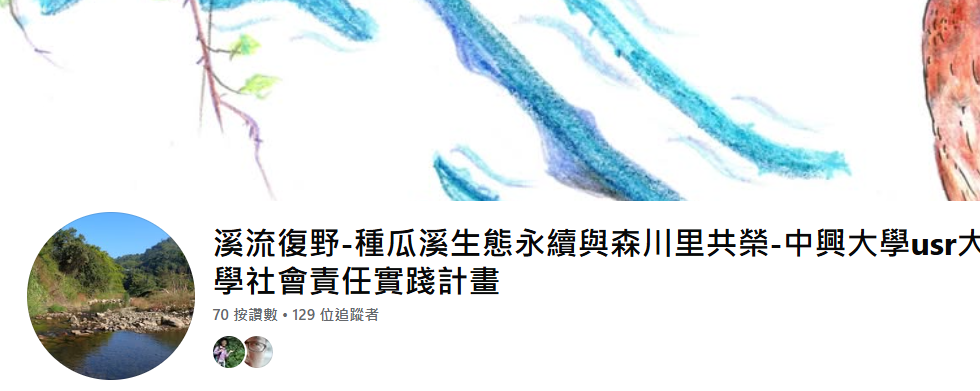 溪流復野-種瓜溪生態永續與森川里共榮-中興大學usr大
學社會責任實踐計畫
70 按讚數 • 129 位追蹤者